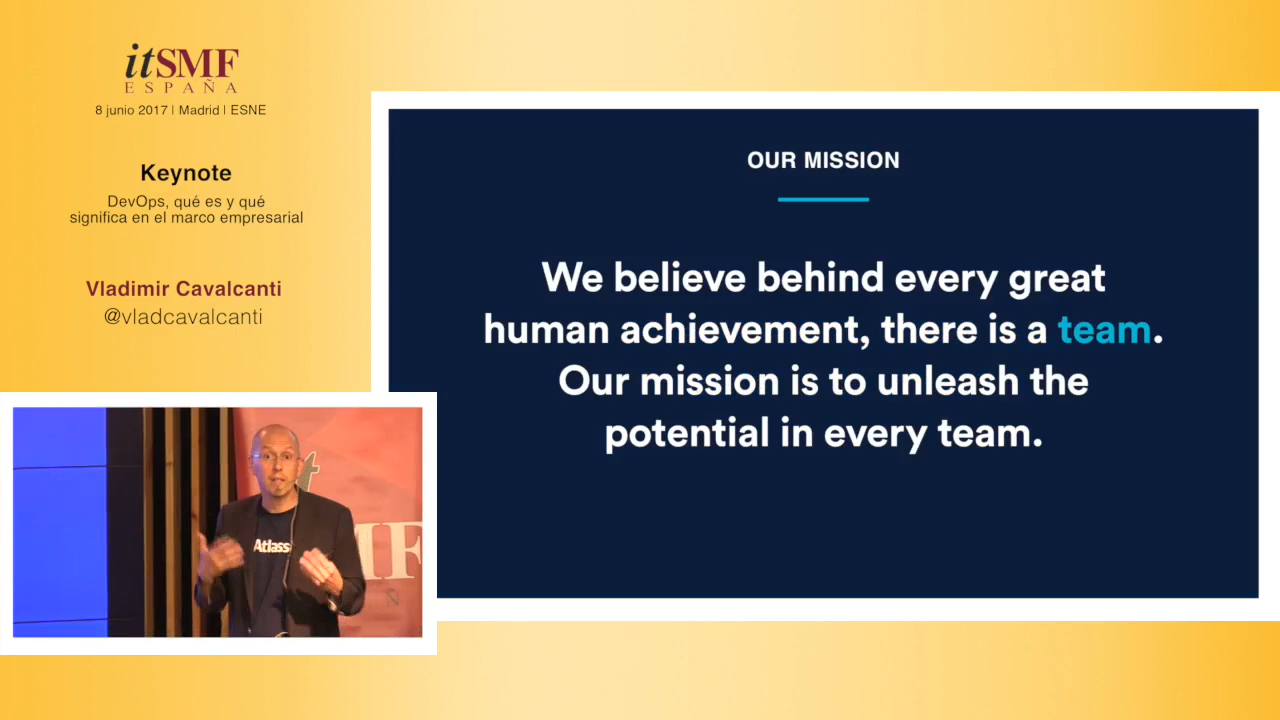 itSMF
ESPAÑA
8 junio 2017 | Madrid | ESNE
Keynote
DevOps, qué es y qué
significa en el marco empresarial
Vladimir Cavalcanti
@vladcavalcanti
OUR MISSION
We believe behind every great
human achievement, there is a team.
Our mission is to unleash the
potential in every team.
Atlass